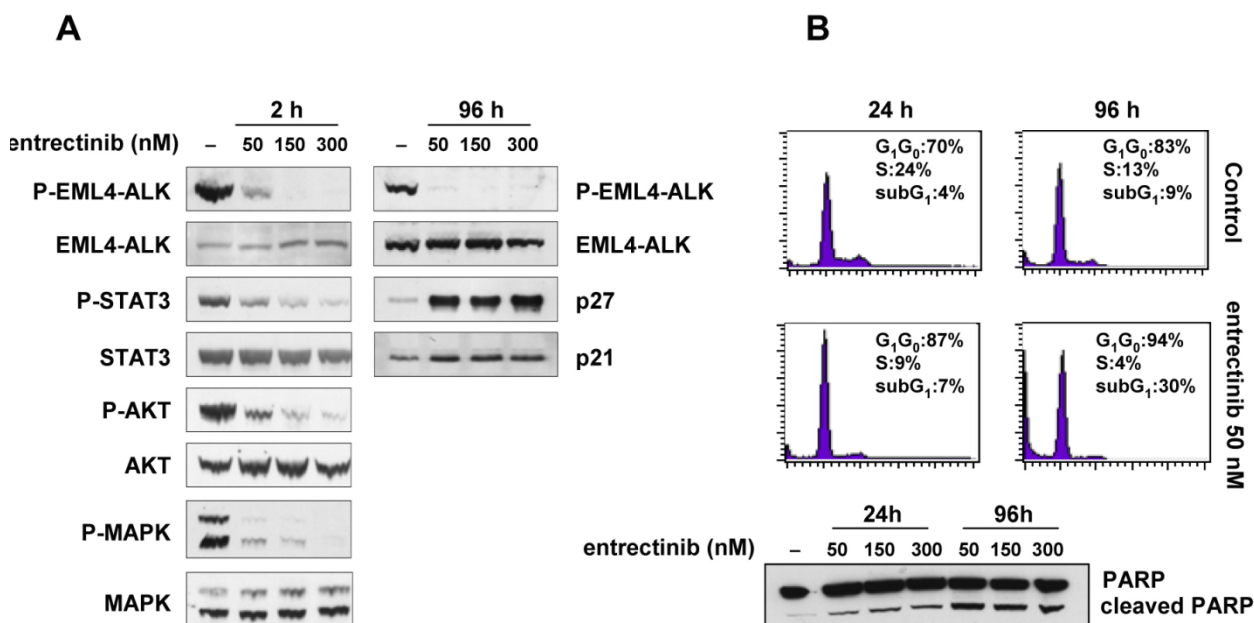 A
2 h 96 h
entrectinib (nM) – 50 150 300 – 50 150 300
P-EML4-ALK P-EML4-ALK
EML4-ALK EML4-ALK
P-STAT3 p27
STAT3 p21
P-AKT
AKT
P-MAPK
MAPK
B
24 h 96 h
G₁G₀:70%
S:24%
subG₁:4%
G₁G₀:83%
S:13%
subG₁:9%
Control
G₁G₀:87%
S:9%
subG₁:7%
G₁G₀:94%
S:4%
subG₁:30%
entrectinib 50 nM
24h 96h
entrectinib (nM) – 50 150 300 50 150 300
PARP
cleaved PARP